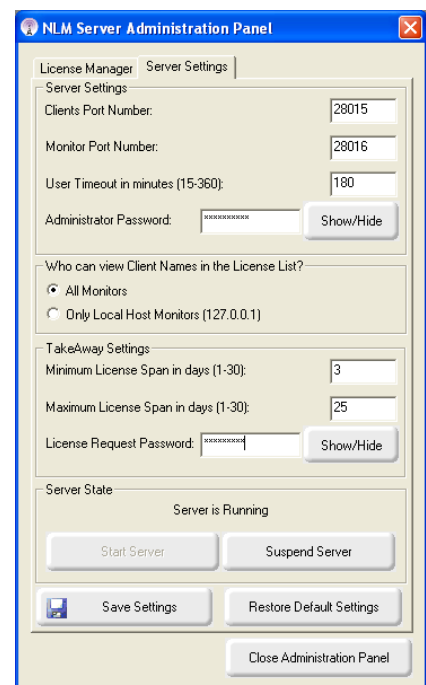 NLM Server Administration Panel
License Manager Server Settings
Server Settings
Clients Port Number: 28015
Monitor Port Number: 28016
User Timeout in minutes (15-360): 180
Administrator Password: ********** Show/Hide
Who can view Client Names in the License List?
All Monitors
Only Local Host Monitors (127.0.0.1)
TakeAway Settings
Minimum License Span in days (1-30): 3
Maximum License Span in days (1-30): 25
License Request Password: ********* Show/Hide
Server State
Server is Running
Start Server Suspend Server
Save Settings Restore Default Settings
Close Administration Panel